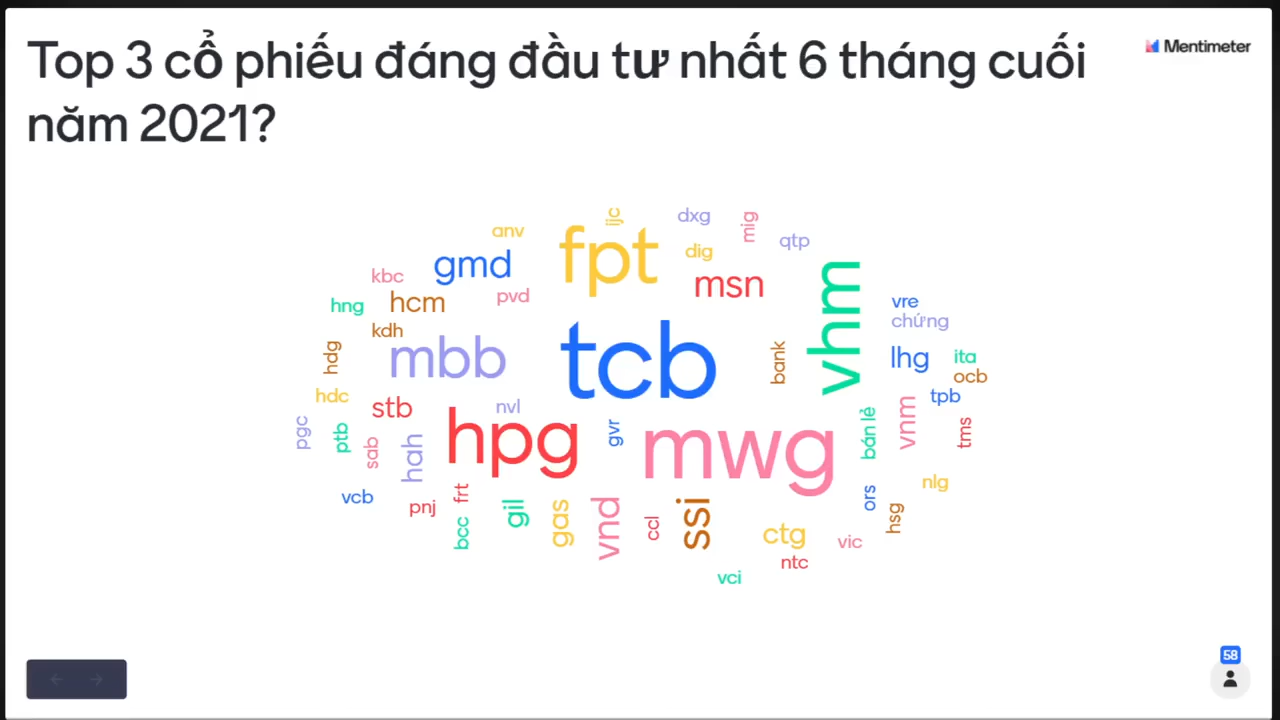 Top 3 cổ phiếu đáng đầu tư nhất 6 tháng cuối
năm 2021?
Mentimeter
ijc
dxg
mig
anv
fpt
dig
qtp
gmd
kbc
msn
pvd
hcm
hng
vhm
vre
chứng
kdh
hdg
mbb
tcb
bank
lhg
ita
ocb
hdc
stb
nvl
tpb
pgc
ptb
sab
hah
hpg
gvr
mwg
bán lẻ
vnm
tms
vcb
pnj
frt
bcc
gil
gas
vnd
ccl
ssi
ctg
vic
ors
hsg
nlg
ntc
vci
58